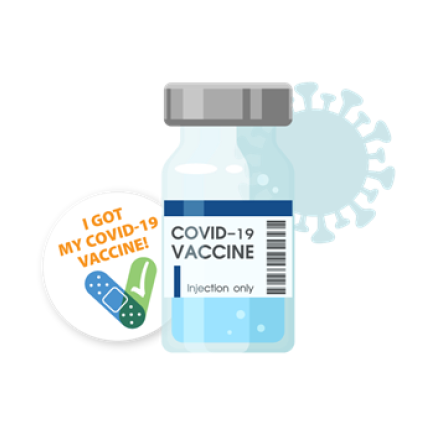 I GOT
MY COVID-19
VACCINE!
COVID-19
VACCINE
Injection only